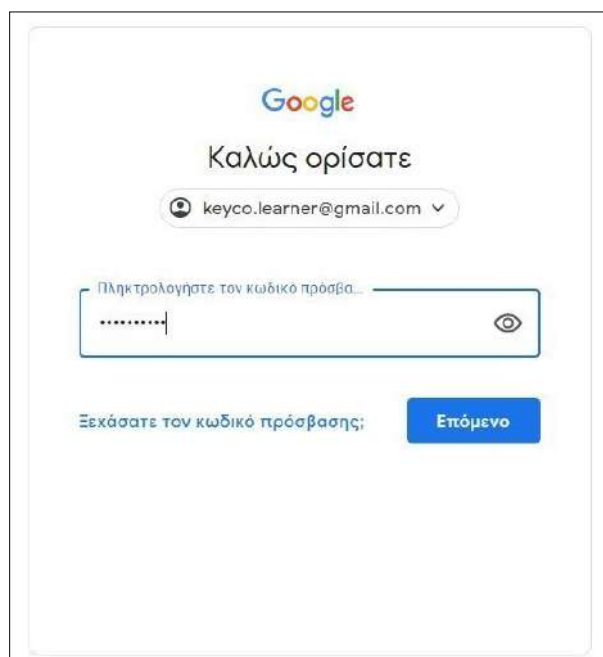 Google
Καλώς ορίσατε
keyco.learner@gmail.com
Πληκτρολογήστε τον κωδικό πρόσβα...
Ξεχάσατε τον κωδικό πρόσβασης;
Επόμενο